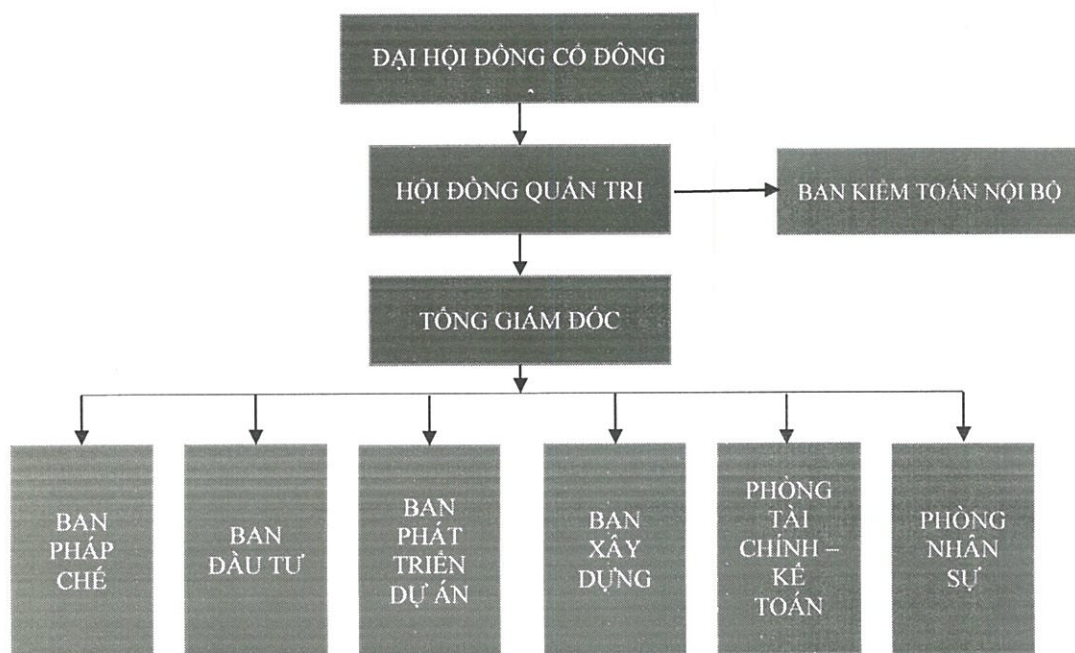 ĐẠI HỘI ĐỒNG CỔ ĐÔNG
HỘI ĐỒNG QUẢN TRỊ
BAN KIỂM TOÁN NỘI BỘ
TỔNG GIÁM ĐỐC
BAN
PHÁP
CHẾ
BAN
ĐẦU TƯ
BAN
PHÁT
TRIỂN
DỰ ÁN
BAN
XÂY
DỰNG
PHÒNG
TÀI
CHÍNH –
KẾ
TOÁN
PHÒNG
NHÂN
SỰ